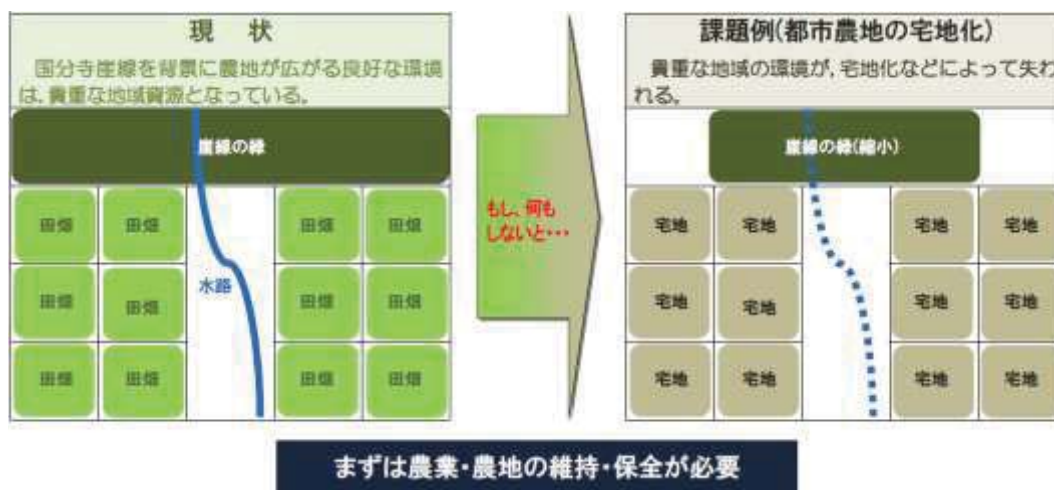 現　状
国分寺崖線を背景に農地が広がる良好な環境
は、貴重な地域資源となっている。
崖線の緑
田畑 田畑 田畑 田畑
田畑 田畑 田畑 田畑
水路
田畑 田畑 田畑 田畑
もし、何も
しないと・・・
課題例(都市農地の宅地化)
貴重な地域の環境が、宅地化などによって失わ
れる。
崖線の緑(縮小)
宅地 宅地 宅地 宅地
宅地 宅地 宅地 宅地
宅地 宅地 宅地 宅地
まずは農業・農地の維持・保全が必要